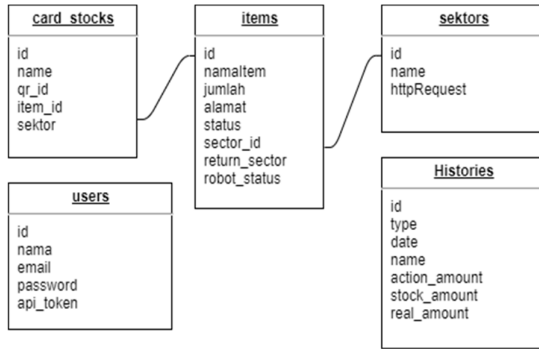 card_stocks
id
name
qr_id
item_id
sektor
items
id
namaItem
jumlah
alamat
status
sector_id
return_sector
robot_status
sektors
id
name
httpRequest
users
id
nama
email
password
api_token
Histories
id
type
date
name
action_amount
stock_amount
real_amount